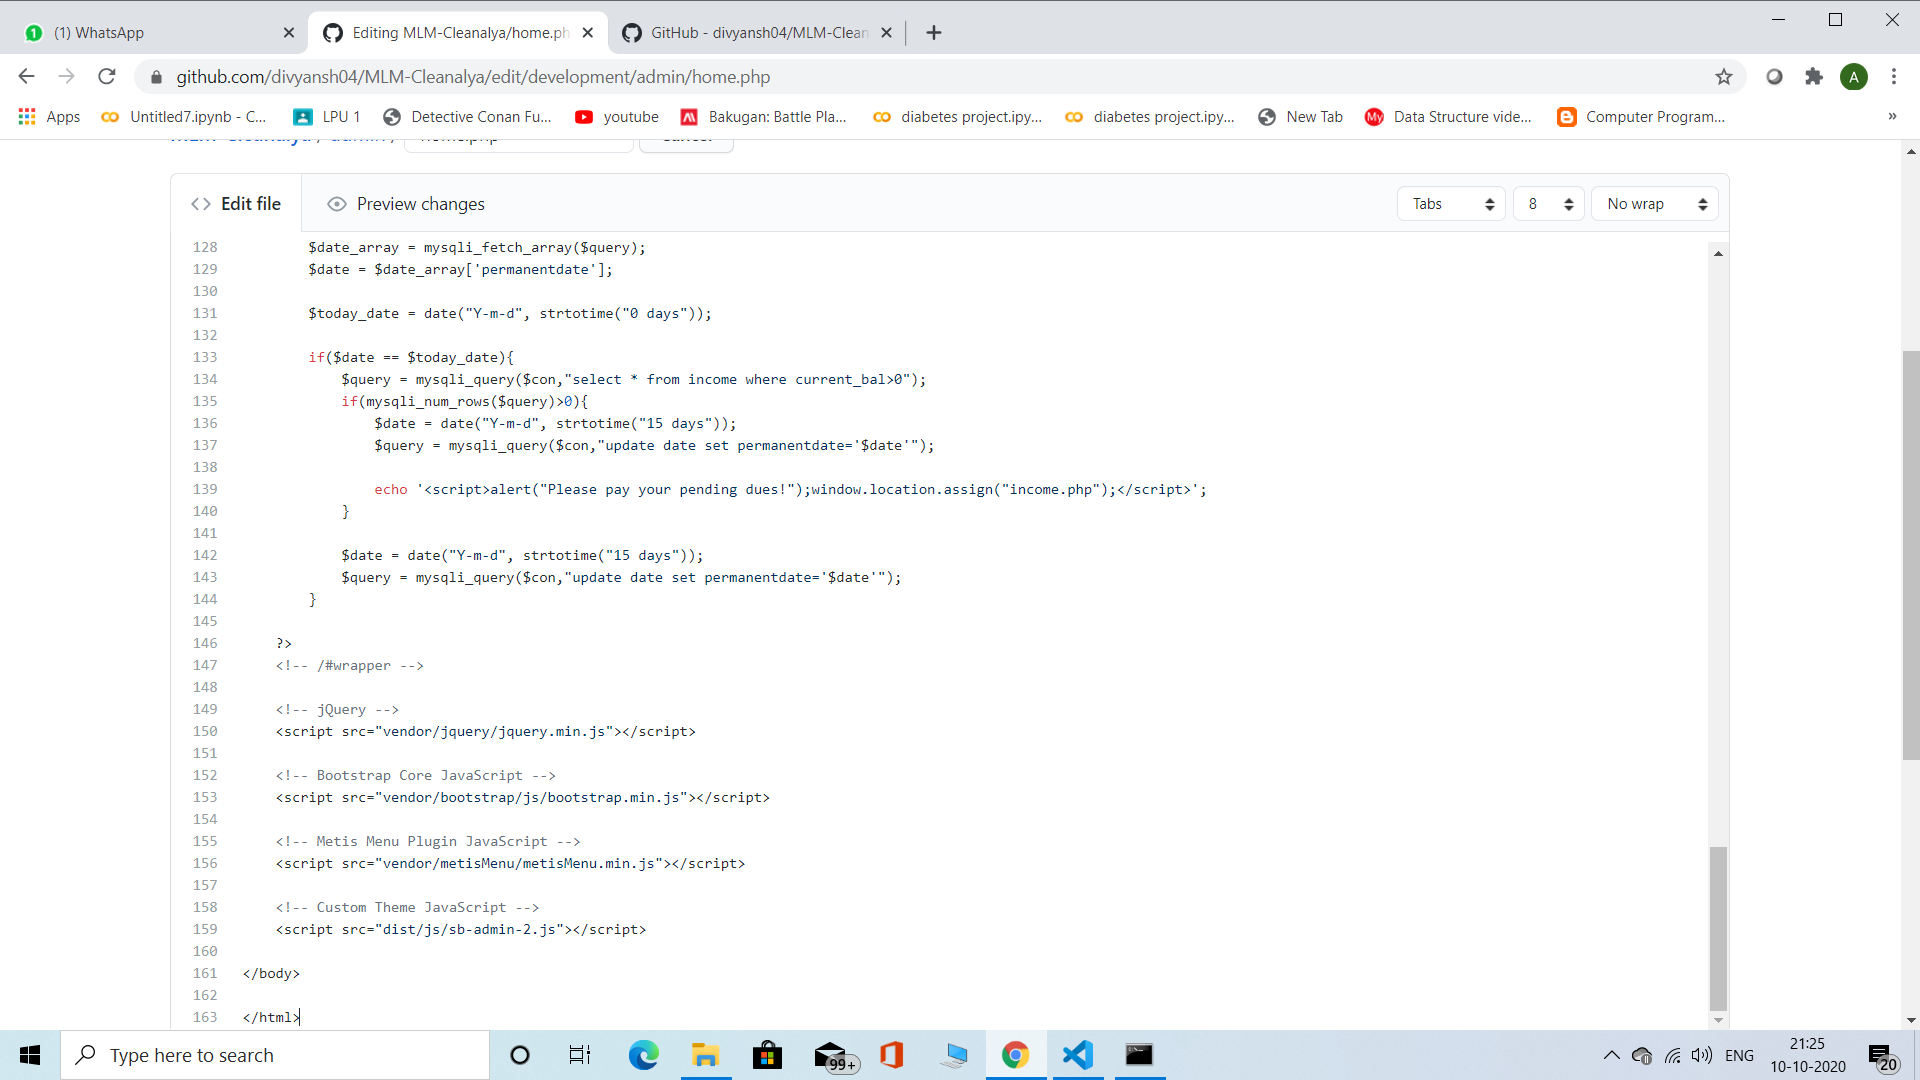 (1) WhatsApp
Editing MLM-Cleanalya/home.ph
GitHub - divyansh04/MLM-Clean
github.com/divyansh04/MLM-Cleanalya/edit/development/admin/home.php
A
Apps
Untitled7.ipynb - C...
LPU 1
Detective Conan Fu...
youtube
Bakugan: Battle Pla...
diabetes project.ipy...
diabetes project.ipy...
New Tab
My
Data Structure vide...
Computer Program...
»
<> Edit file
Preview changes
Tabs
8
No wrap
128 $date_array = mysqli_fetch_array($query);
129 $date = $date_array['permanentdate'];
130
131 $today_date = date("Y-m-d", strtotime("0 days"));
132
133 if($date == $today_date){
134 $query = mysqli_query($con,"select * from income where current_bal>0");
135 if(mysqli_num_rows($query)>0){
136 $date = date("Y-m-d", strtotime("15 days"));
137 $query = mysqli_query($con,"update date set permanentdate='$date'");
138
139 echo '<script>alert("Please pay your pending dues!");window.location.assign("income.php");</script>';
140 }
141
142 $date = date("Y-m-d", strtotime("15 days"));
143 $query = mysqli_query($con,"update date set permanentdate='$date'");
144 }
145
146 ?>
147 <!-- /#wrapper -->
148
149 <!-- jQuery -->
150 <script src="vendor/jquery/jquery.min.js"></script>
151
152 <!-- Bootstrap Core JavaScript -->
153 <script src="vendor/bootstrap/js/bootstrap.min.js"></script>
154
155 <!-- Metis Menu Plugin JavaScript -->
156 <script src="vendor/metisMenu/metisMenu.min.js"></script>
157
158 <!-- Custom Theme JavaScript -->
159 <script src="dist/js/sb-admin-2.js"></script>
160
161 </body>
162
163 </html>
Type here to search
99+
ENG
21:25
10-10-2020
20